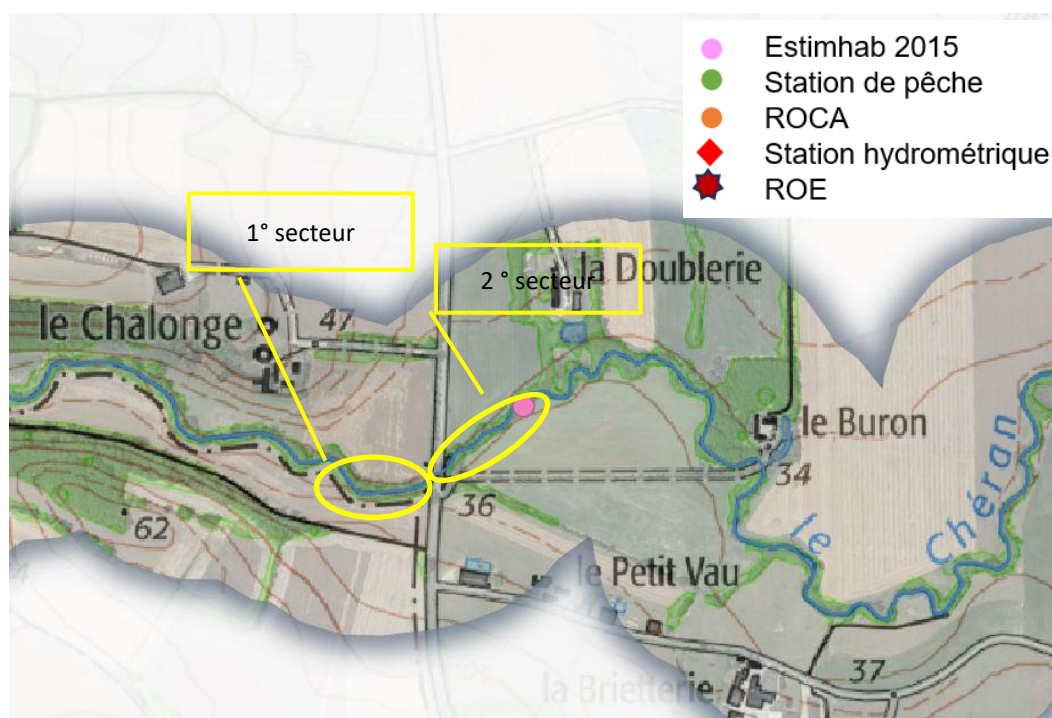 Estimhab 2015
Station de pêche
ROCA
Station hydrométrique
ROE
1° secteur
2 ° secteur
la Doublerie
le Chalonge
47
le Buron
34
36
62
le Chéran
le Petit Vau
37
la Brietterie